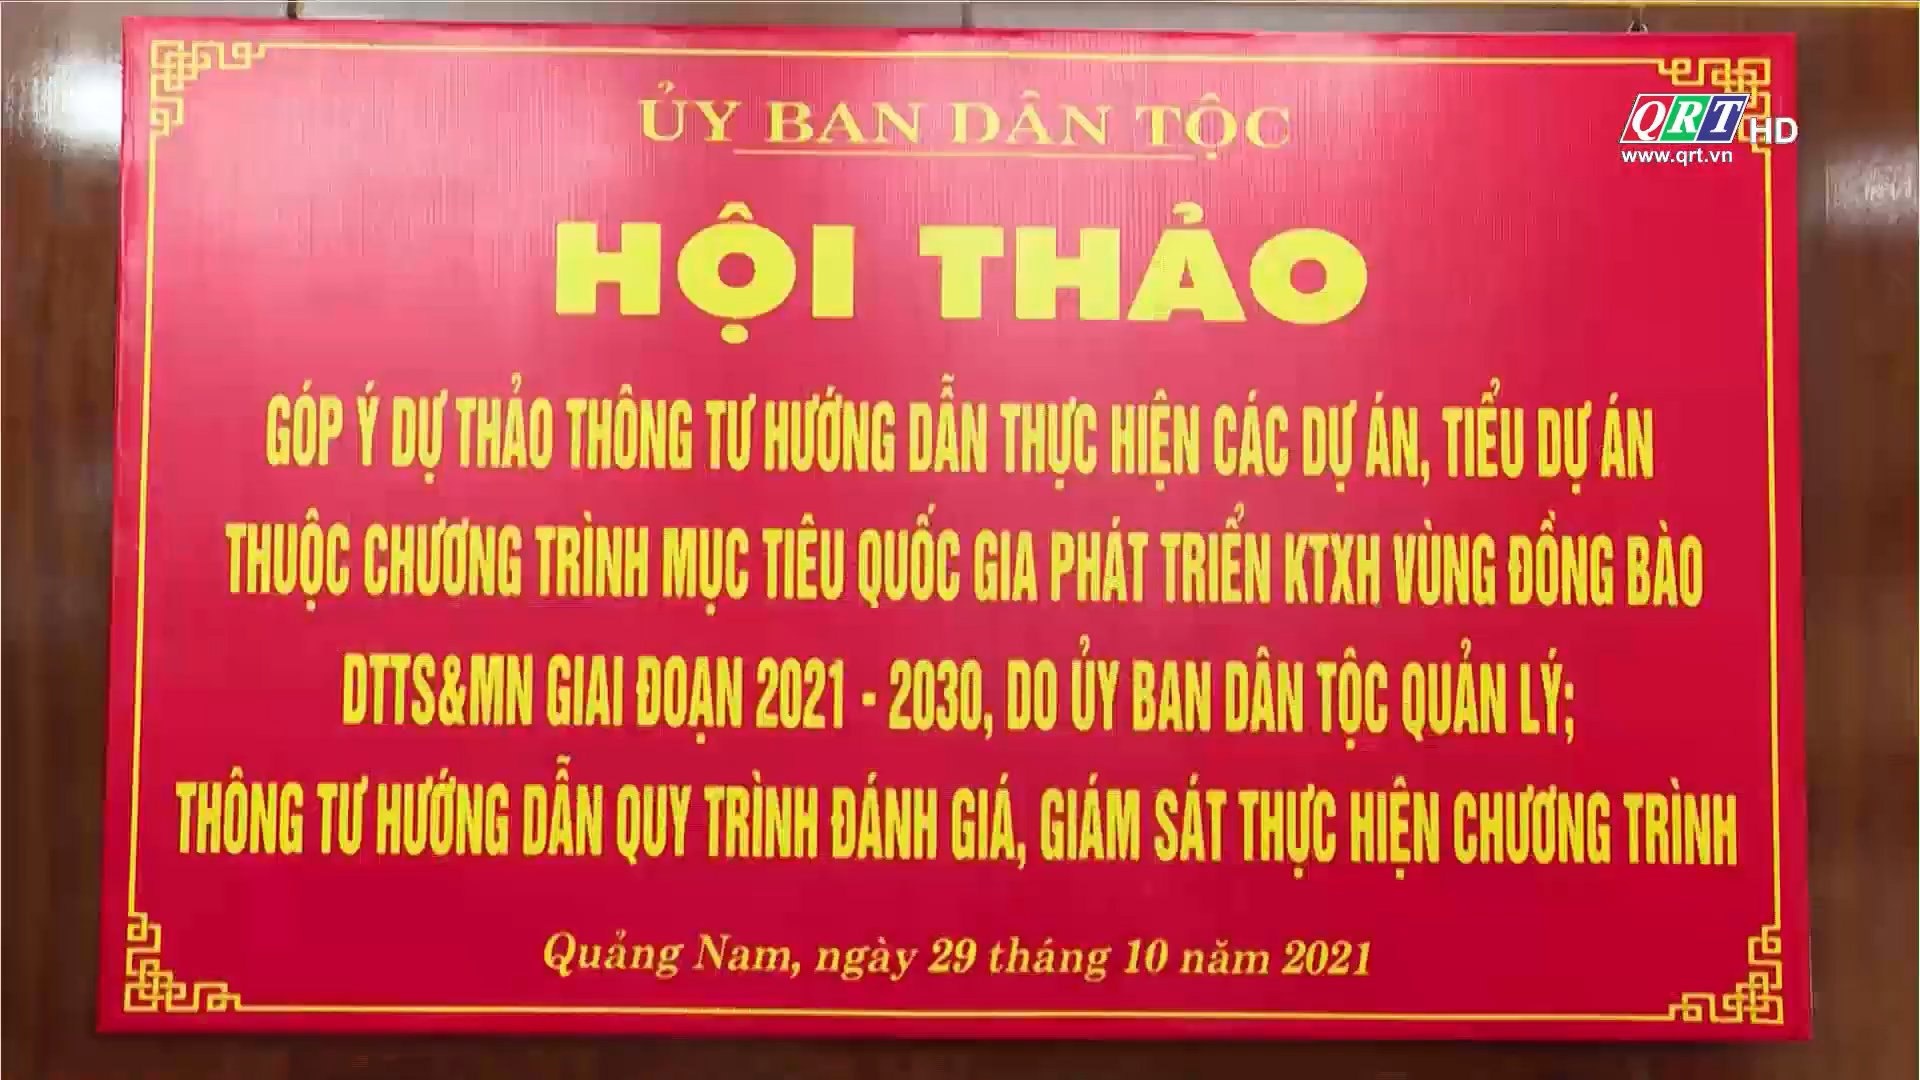 ỦY BAN DÂN TỘC
QRT HD
www.qrt.vn
HỘI THẢO
GÓP Ý DỰ THẢO THÔNG TƯ HƯỚNG DẪN THỰC HIỆN CÁC DỰ ÁN, TIỂU DỰ ÁN
THUỘC CHƯƠNG TRÌNH MỤC TIÊU QUỐC GIA PHÁT TRIỂN KTXH VÙNG ĐỒNG BÀO
DTTS&MN GIAI ĐOẠN 2021 - 2030, DO ỦY BAN DÂN TỘC QUẢN LÝ;
THÔNG TƯ HƯỚNG DẪN QUY TRÌNH ĐÁNH GIÁ, GIÁM SÁT THỰC HIỆN CHƯƠNG TRÌNH
Quảng Nam, ngày 29 tháng 10 năm 2021